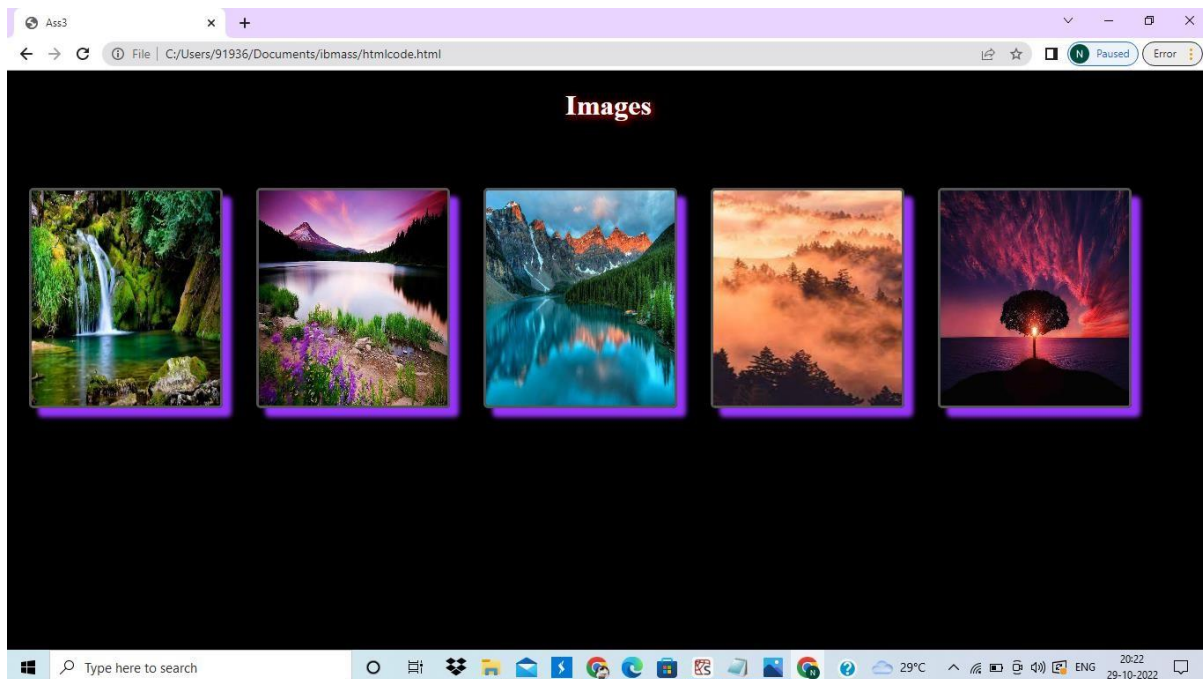 Ass3
File | C:/Users/91936/Documents/ibmass/htmlcode.html
N Paused
Error
Images
Type here to search
29°C
ENG
20:22
29-10-2022